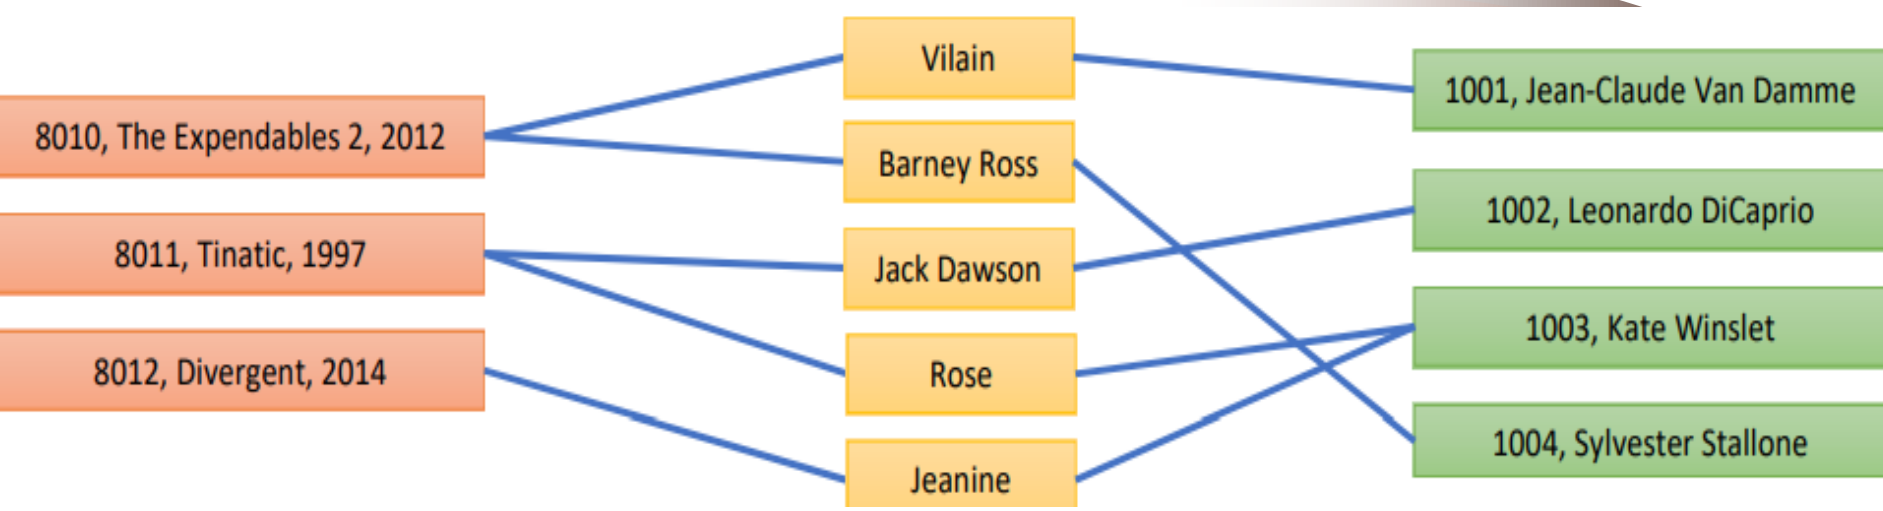 8010, The Expendables 2, 2012
8011, Tinatic, 1997
8012, Divergent, 2014
Vilain
Barney Ross
Jack Dawson
Rose
Jeanine
1001, Jean-Claude Van Damme
1002, Leonardo DiCaprio
1003, Kate Winslet
1004, Sylvester Stallone